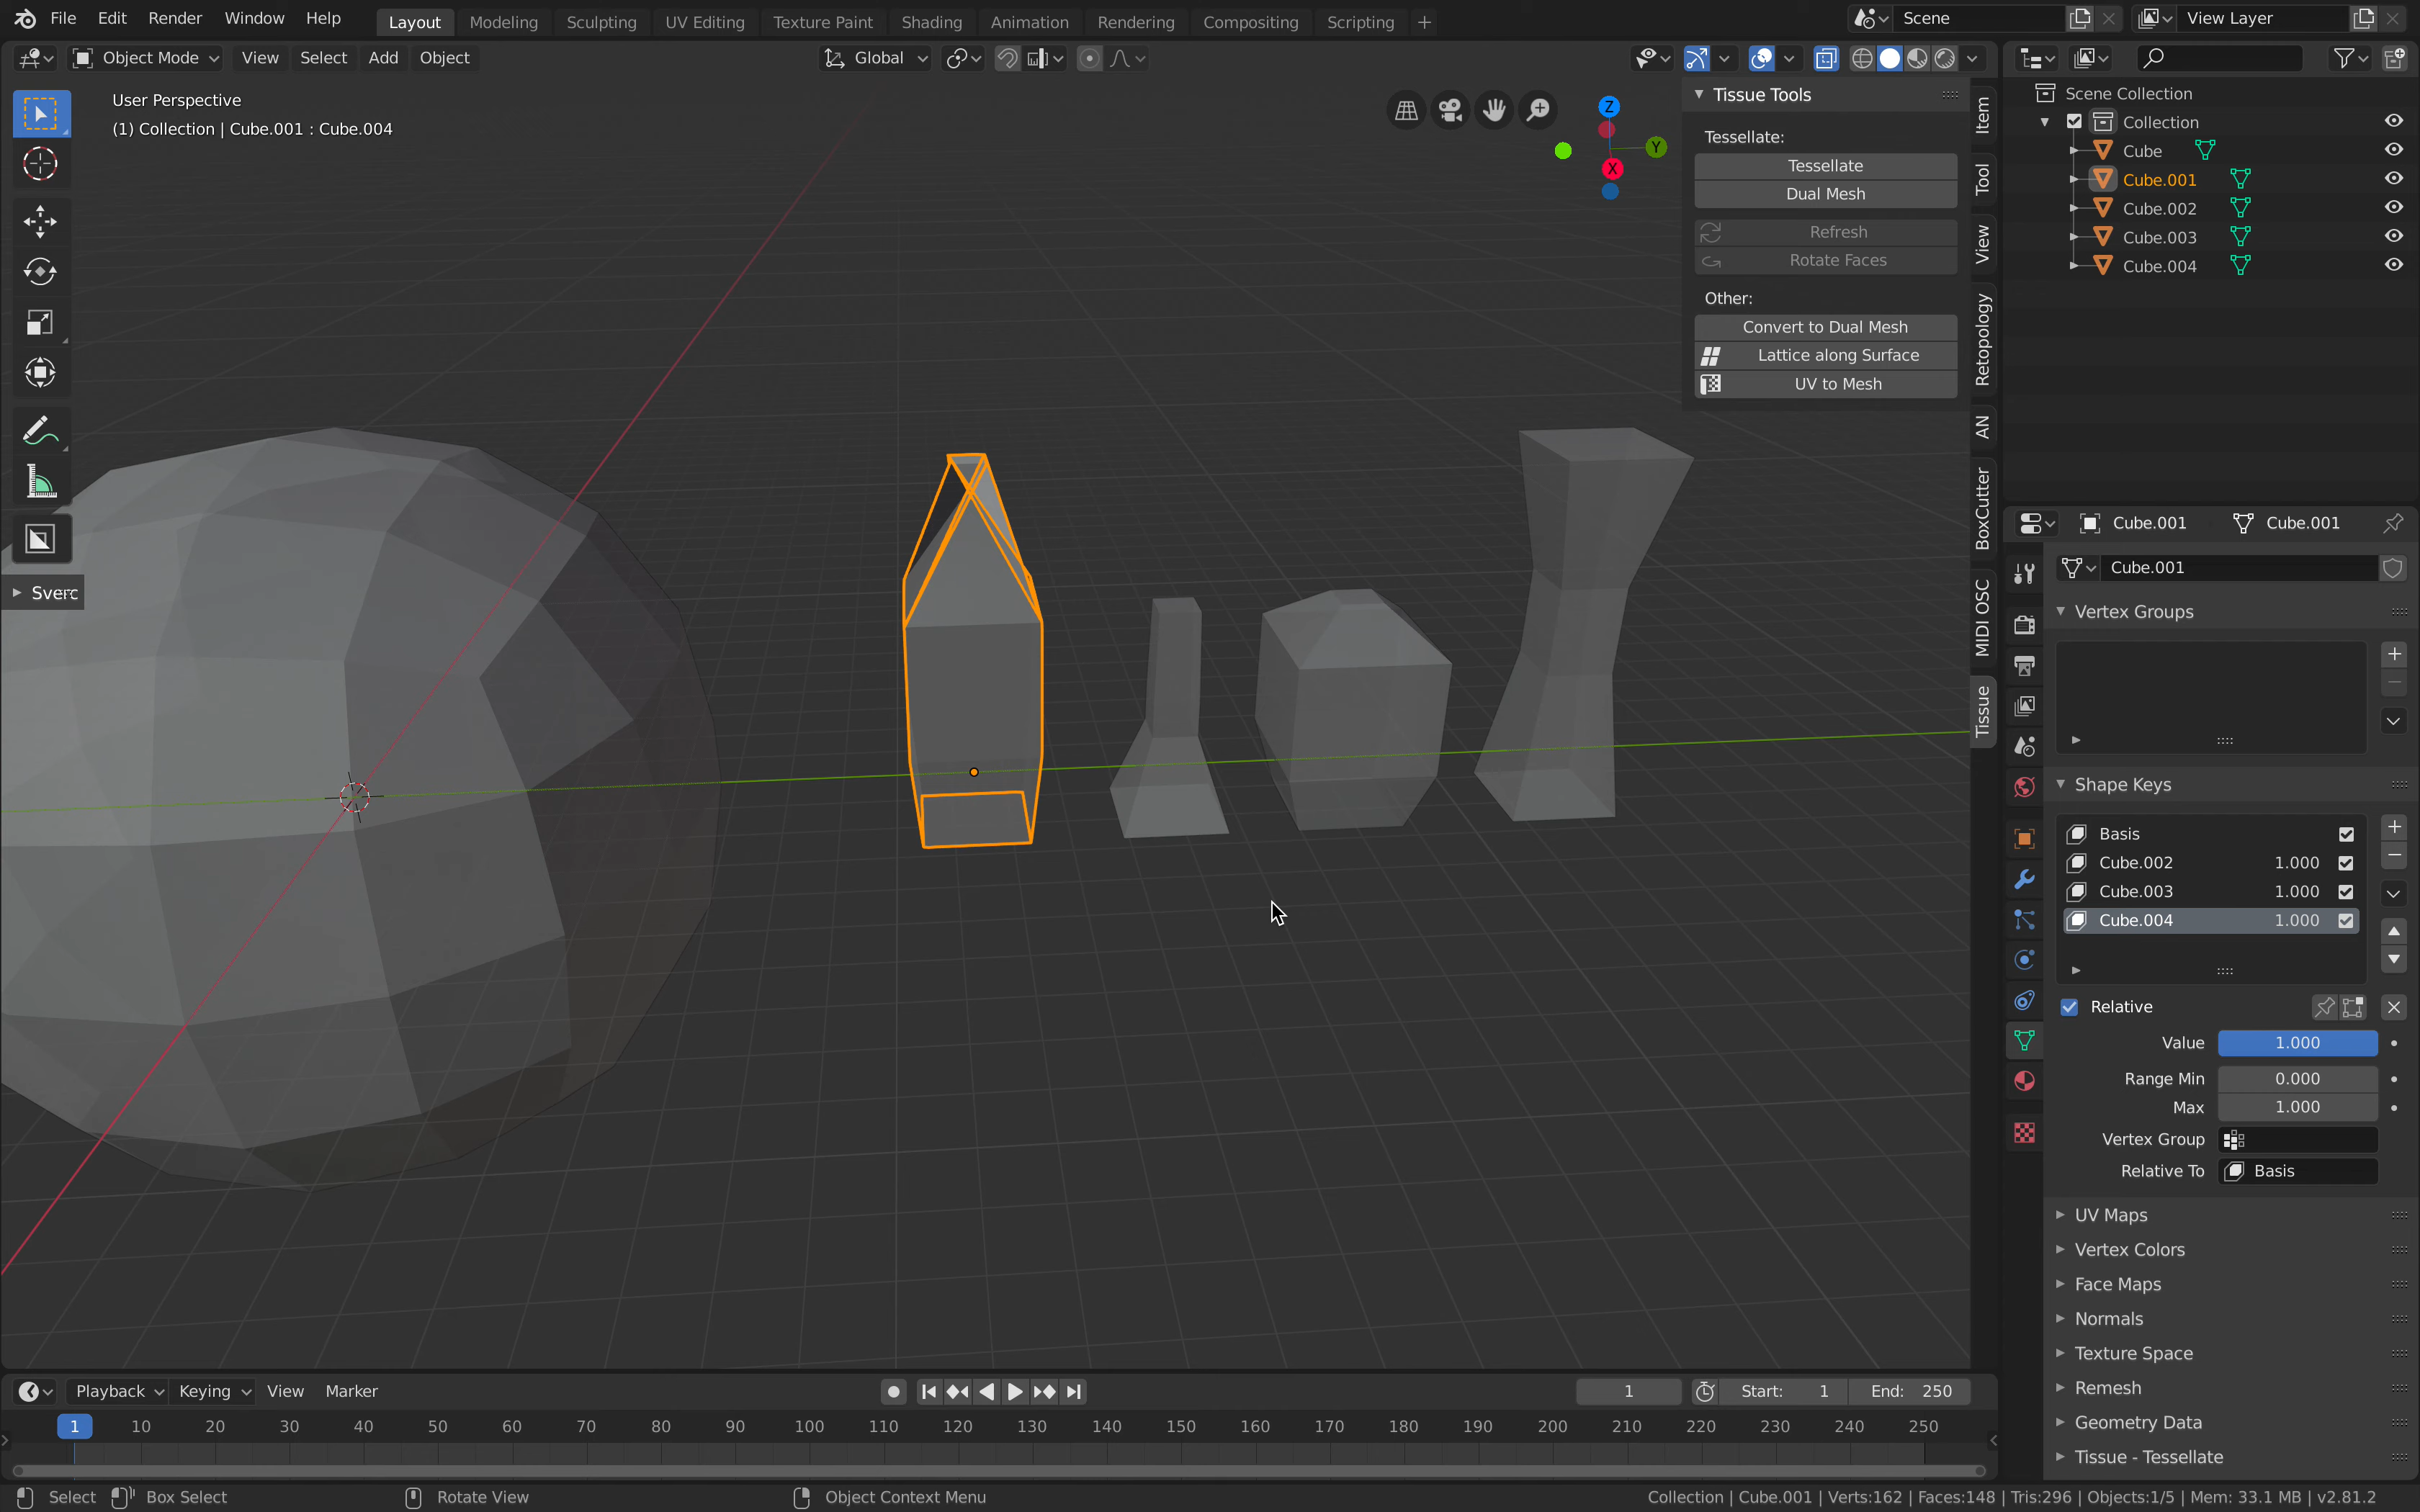 File Edit Render Window Help
Layout Modeling Sculpting UV Editing Texture Paint Shading Animation Rendering Compositing Scripting +
Scene
View Layer
Object Mode View Select Add Object
Global
User Perspective
(1) Collection | Cube.001 : Cube.004
Z
Y
X
Sverc
Tissue Tools
Tessellate:
Tessellate
Dual Mesh
Refresh
Rotate Faces
Other:
Convert to Dual Mesh
Lattice along Surface
UV to Mesh
Item
Tool
View
Retopology
AN
BoxCutter
MIDI OSC
Tissue
Scene Collection
Collection
Cube
Cube.001
Cube.002
Cube.003
Cube.004
Cube.001 Cube.001
Cube.001
Vertex Groups
Shape Keys
Basis
Cube.002 1.000
Cube.003 1.000
Cube.004 1.000
Relative
Value 1.000
Range Min 0.000
Max 1.000
Vertex Group
Relative To Basis
UV Maps
Vertex Colors
Face Maps
Normals
Texture Space
Remesh
Geometry Data
Tissue - Tessellate
Playback Keying View Marker
1 Start: 1 End: 250
1 10 20 30 40 50 60 70 80 90 100 110 120 130 140 150 160 170 180 190 200 210 220 230 240 250
Select Box Select Rotate View Object Context Menu
Collection | Cube.001 | Verts:162 | Faces:148 | Tris:296 | Objects:1/5 | Mem: 33.1 MB | v2.81.2